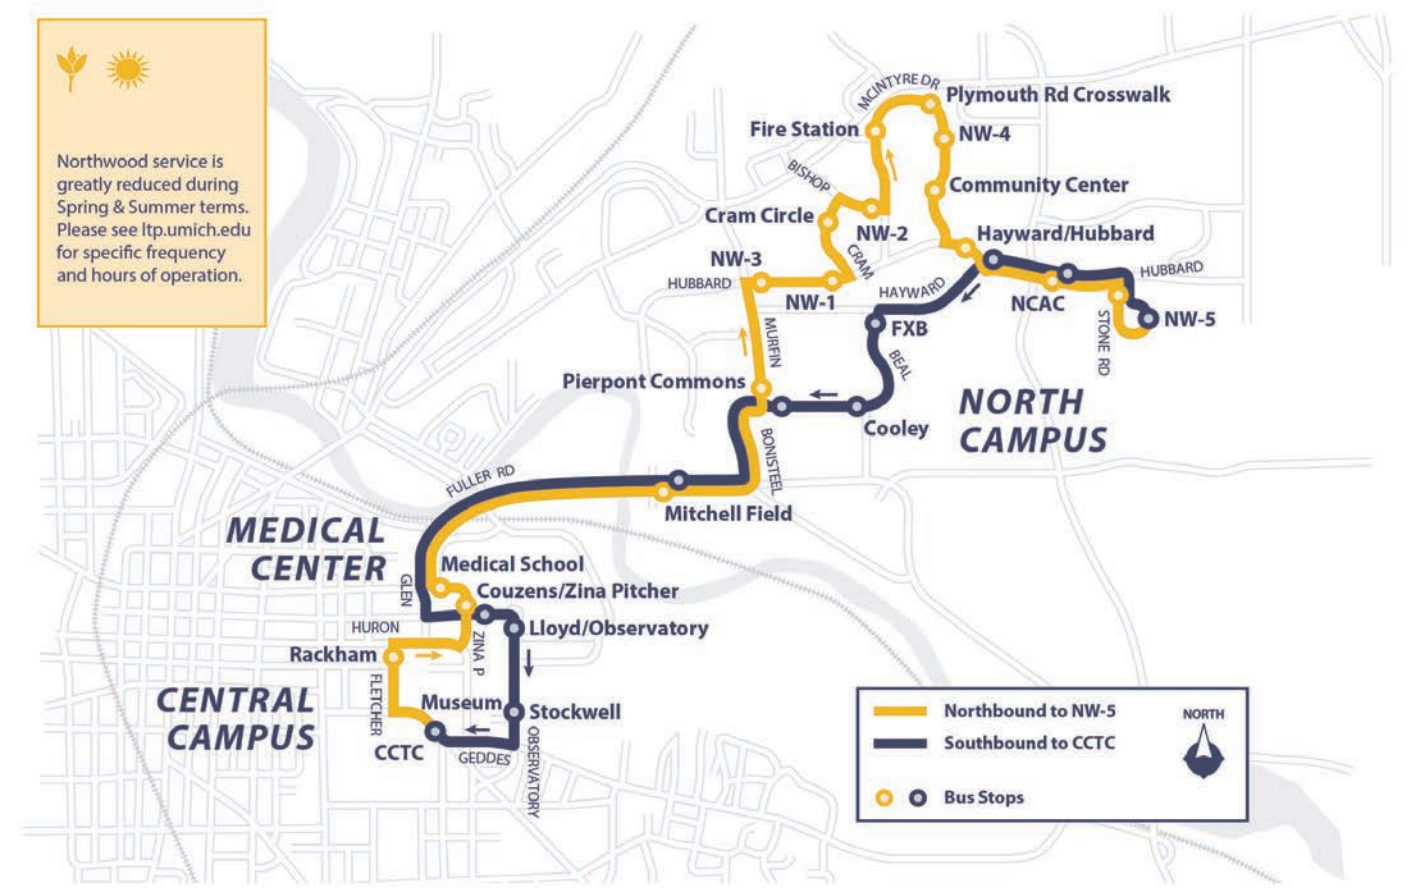 Northwood service is
greatly reduced during
Spring & Summer terms.
Please see ltp.umich.edu
for specific frequency
and hours of operation.
MCINTYRE DR
Plymouth Rd Crosswalk
Fire Station
NW-4
BISHOP
Community Center
Cram Circle
NW-2
Hayward/Hubbard
NW-3
CRAM
HUBBARD
HUBBARD
NW-1
HAYWARD
NCAC
NW-5
FXB
STONE RD
MURFIN
BEAL
Pierpont Commons
NORTH
CAMPUS
Cooley
BONISTEEL
FULLER RD
Mitchell Field
MEDICAL
CENTER
Medical School
GLEN
Couzens/Zina Pitcher
HURON
Lloyd/Observatory
ZINA P
Rackham
FLETCHER
CENTRAL
CAMPUS
Museum
Stockwell
CCTC
GEDDES
OBSERVATORY
Northbound to NW-5
Southbound to CCTC
NORTH
Bus Stops